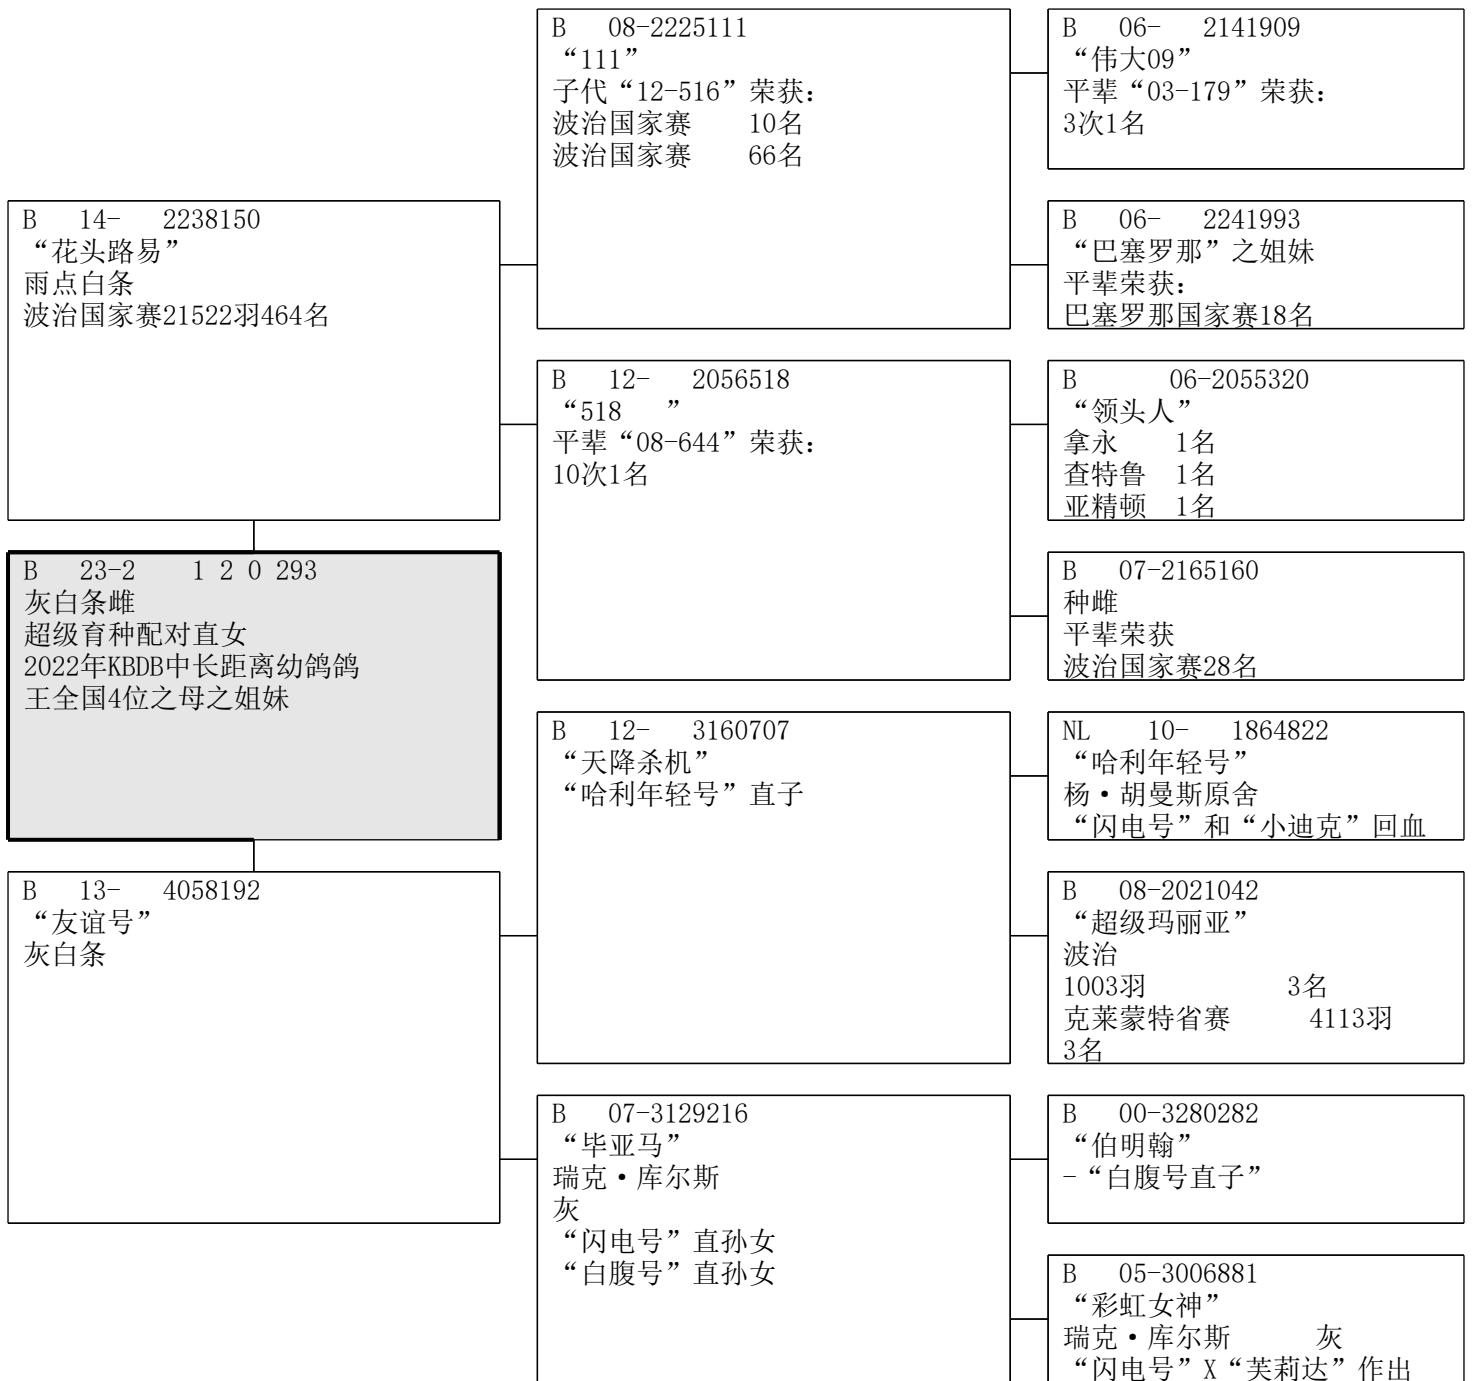 B 14- 2238150
“花头路易”
雨点白条
波治国家赛21522羽464名
B 23-2 1 2 0 293
灰白条雌
超级育种配对直女
2022年KBDB中长距离幼鸽鸽
王全国4位之母之姐妹
B 13- 4058192
“友谊号”
灰白条
B 08-2225111
“111”
子代“12-516”荣获:
波治国家赛 10名
波治国家赛 66名
B 12- 2056518
“518 ”
平辈“08-644”荣获:
10次1名
B 12- 3160707
“天降杀机”
“哈利年轻号”直子
B 07-3129216
“毕亚马”
瑞克•库尔斯
灰
“闪电号”直孙女
“白腹号”直孙女
B 06- 2141909
“伟大09”
平辈“03-179”荣获:
3次1名
B 06- 2241993
“巴塞罗那”之姐妹
平辈荣获:
巴塞罗那国家赛18名
B 06-2055320
“领头人”
拿永 1名
查特鲁 1名
亚精顿 1名
B 07-2165160
种雌
平辈荣获
波治国家赛28名
NL 10- 1864822
“哈利年轻号”
杨•胡曼斯原舍
“闪电号”和“小迪克”回血
B 08-2021042
“超级玛丽亚”
波治
1003羽 3名
克莱蒙特省赛 4113羽
3名
B 00-3280282
“伯明翰”
-“白腹号直子”
B 05-3006881
“彩虹女神”
瑞克•库尔斯 灰
“闪电号”X“芙莉达”作出